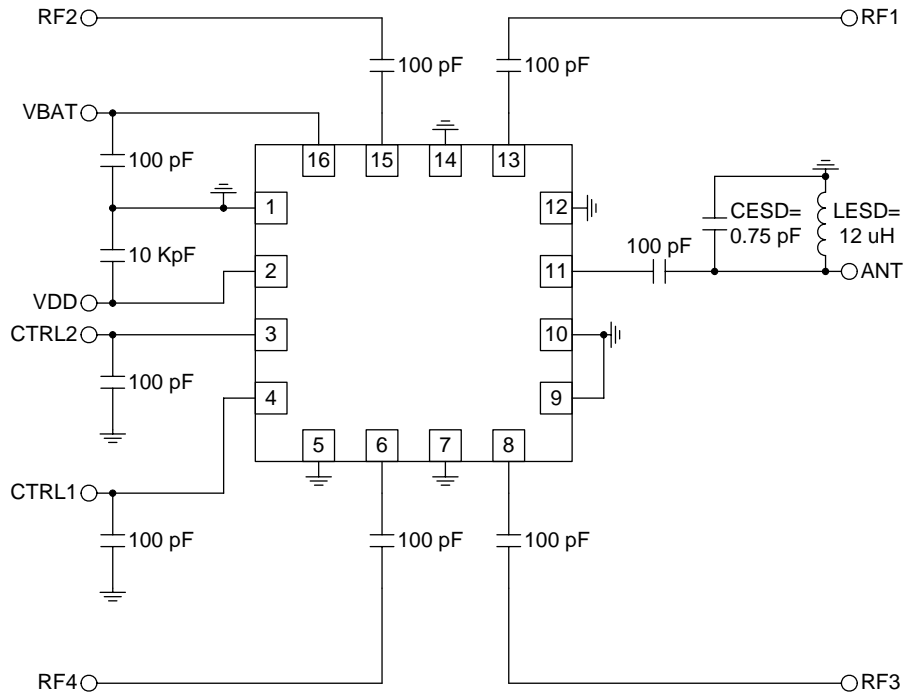 RF2
RF1
100 pF
100 pF
VBAT
16
15
14
13
100 pF
1
12
CESD=
0.75 pF
LESD=
12 uH
10 KpF
2
11
100 pF
ANT
VDD
CTRL2
3
10
100 pF
4
9
5
6
7
8
CTRL1
100 pF
100 pF
100 pF
RF4
RF3